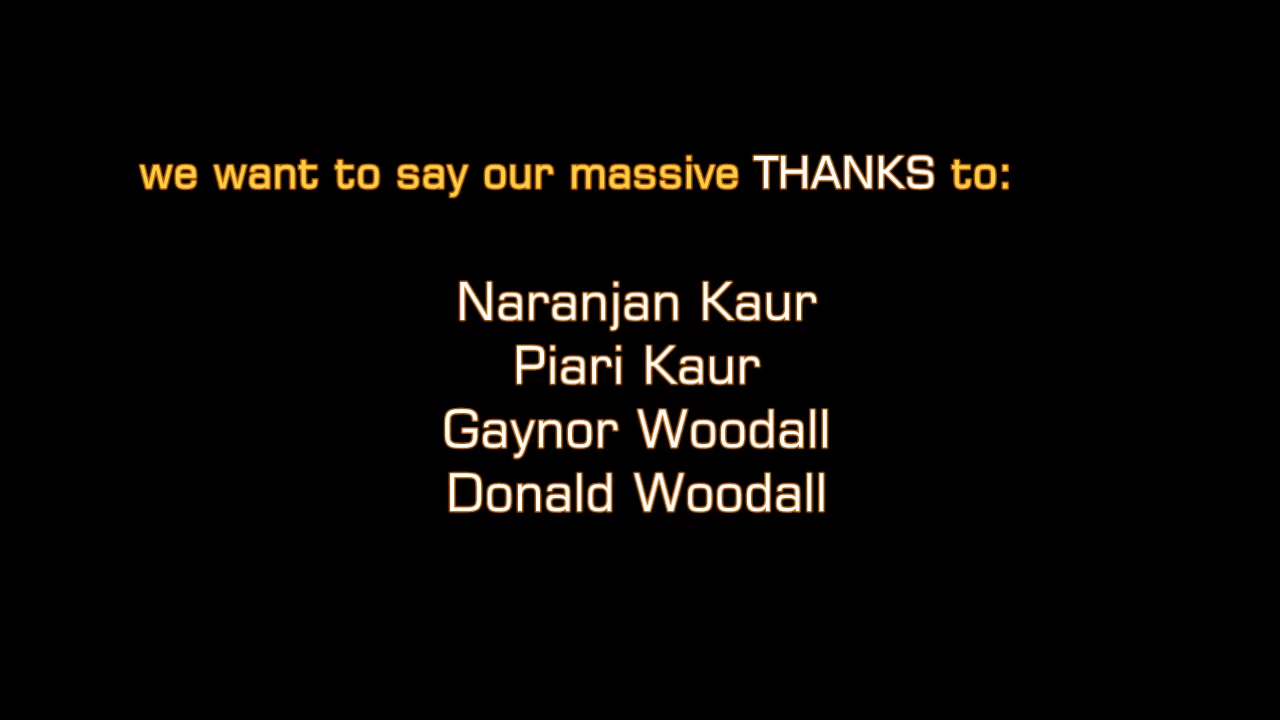 we want to say our massive THANKS to:
Naranjan Kaur
Piari Kaur
Gaynor Woodall
Donald Woodall